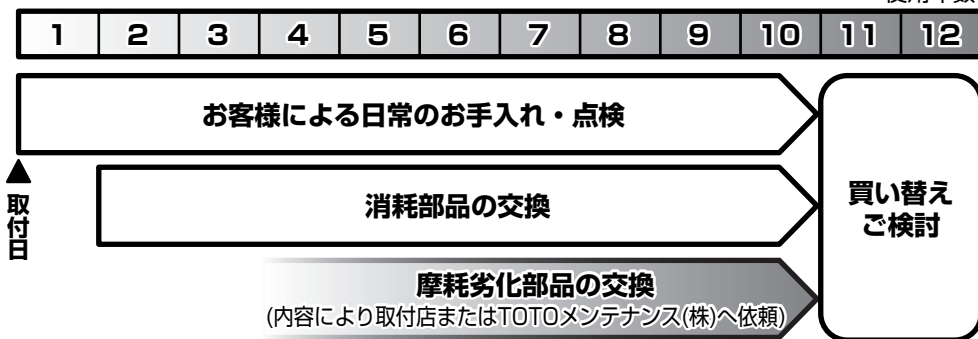 1 2 3 4 5 6 7 8 9 10 11 12
お客様による日常のお手入れ・点検
取付日
消耗部品の交換
買い替え
ご検討
摩耗劣化部品の交換
(内容により取付店またはTOTOメンテナンス(株)へ依頼)